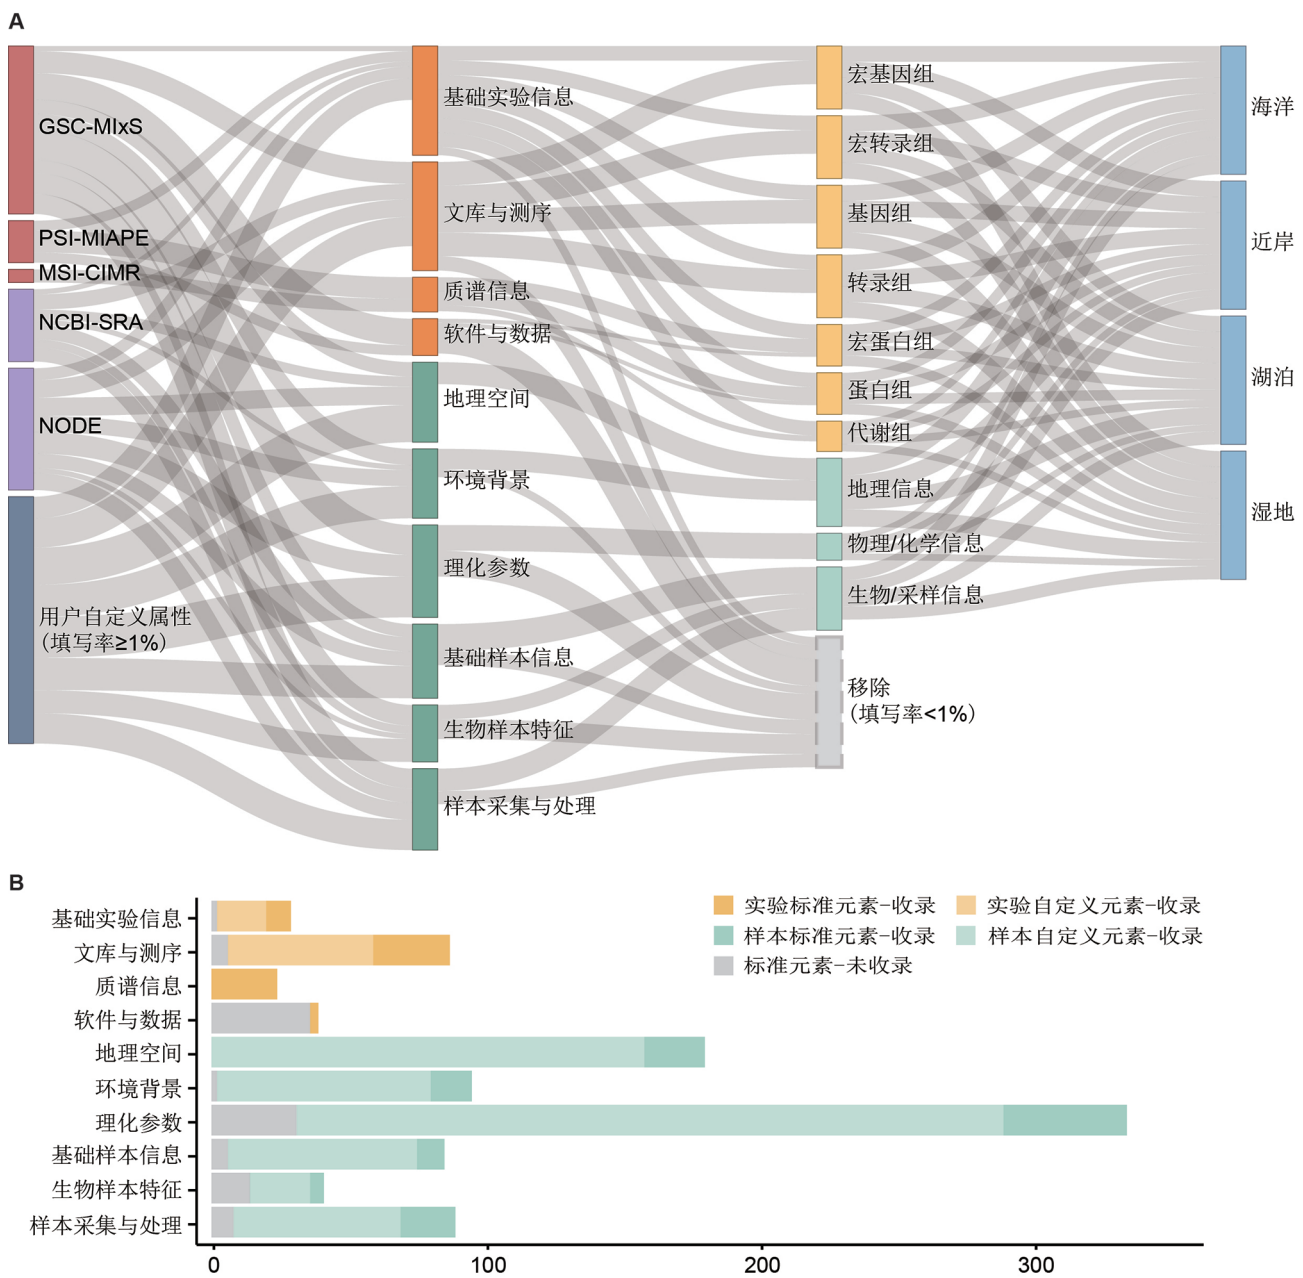 A
GSC-MIxS
PSI-MIAPE
MSI-CIMR
NCBI-SRA
NODE
用户自定义属性
(填写率≥1%)
基础实验信息
文库与测序
质谱信息
软件与数据
地理空间
环境背景
理化参数
基础样本信息
生物样本特征
样本采集与处理
宏基因组
宏转录组
基因组
转录组
宏蛋白组
蛋白组
代谢组
地理信息
物理/化学信息
生物/采样信息
移除
(填写率<1%)
海洋
近岸
湖泊
湿地
B
基础实验信息
文库与测序
质谱信息
软件与数据
地理空间
环境背景
理化参数
基础样本信息
生物样本特征
样本采集与处理
实验标准元素-收录
实验自定义元素-收录
样本标准元素-收录
样本自定义元素-收录
标准元素-未收录
0 100 200 300